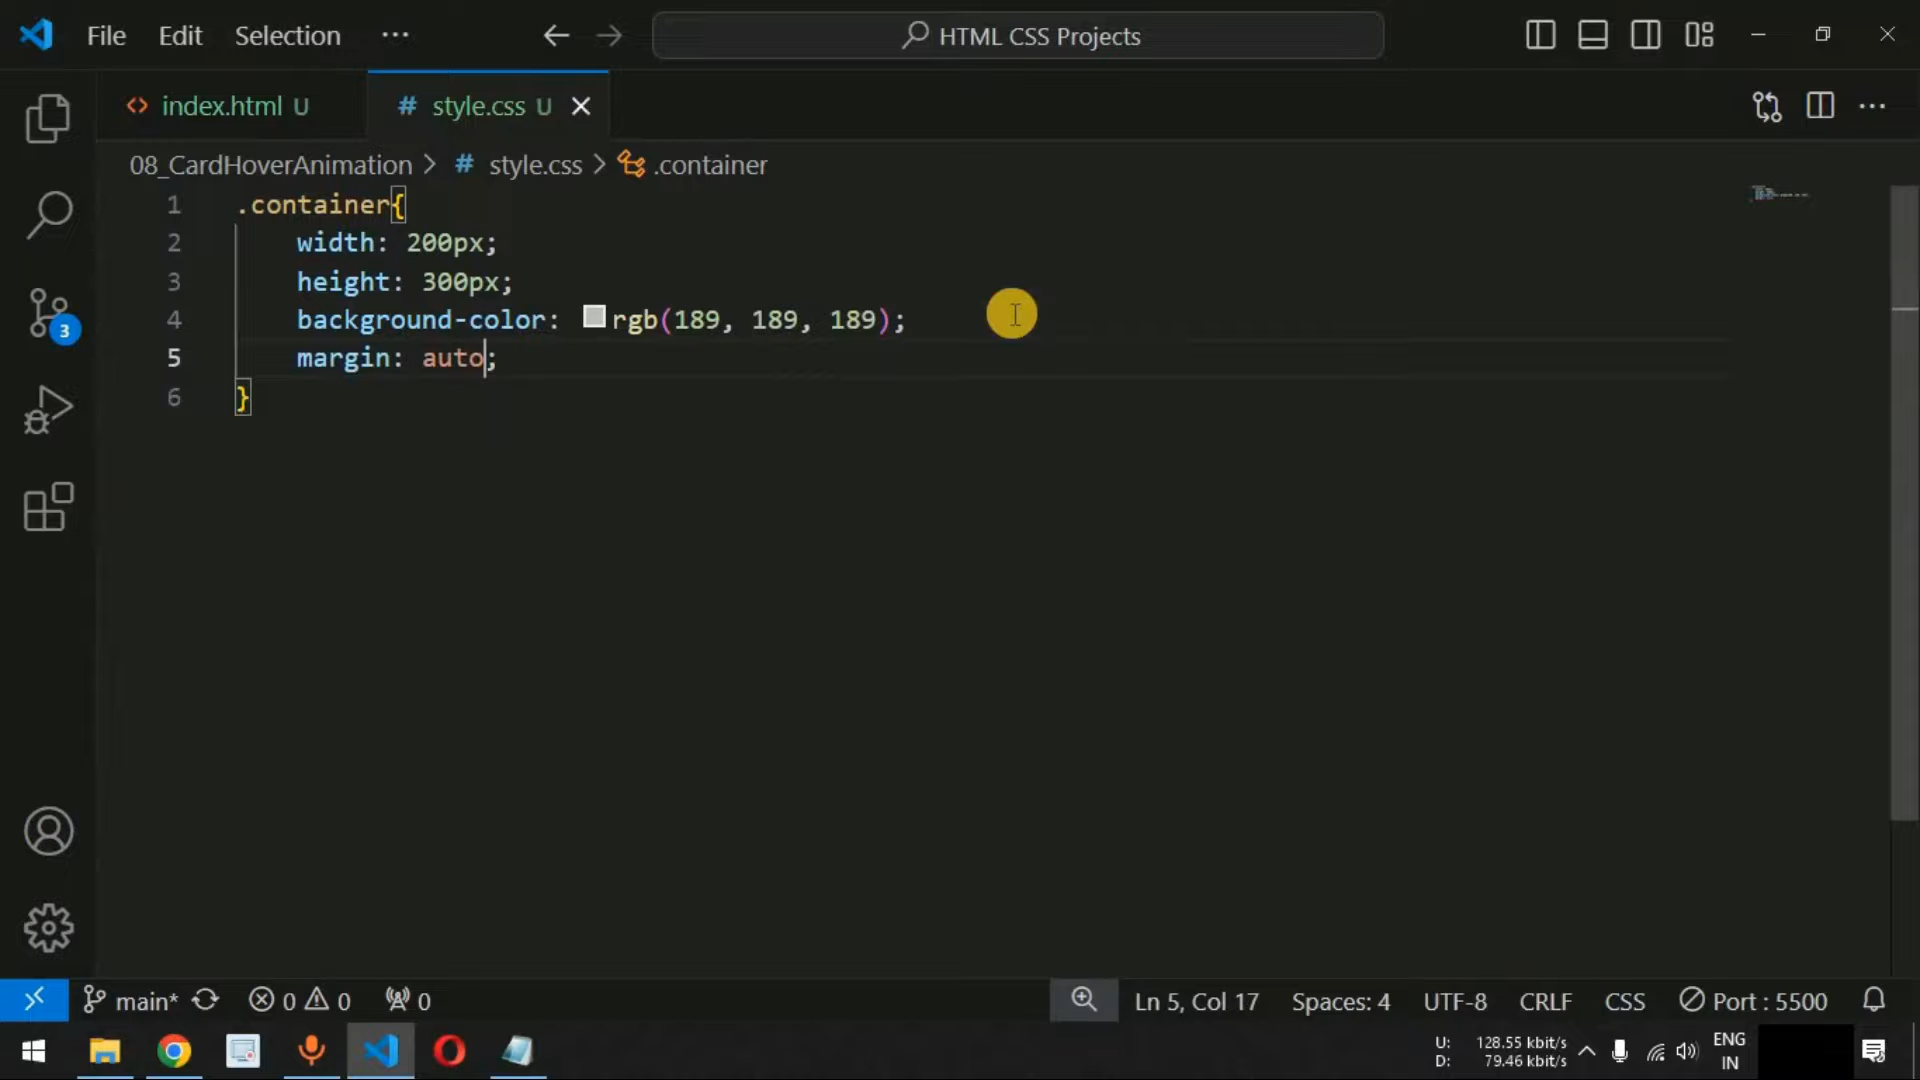 File Edit Selection ··· HTML CSS Projects
index.html U # style.css U
08_CardHoverAnimation > # style.css > .container
1 .container{
2 width: 200px;
3 height: 300px;
4 background-color: rgb(189, 189, 189);
5 margin: auto;
6 }
3
main* 0 0 0 Ln 5, Col 17 Spaces: 4 UTF-8 CRLF CSS Port : 5500
U: 128.55 kbit/s ENG
D: 79.46 kbit/s IN